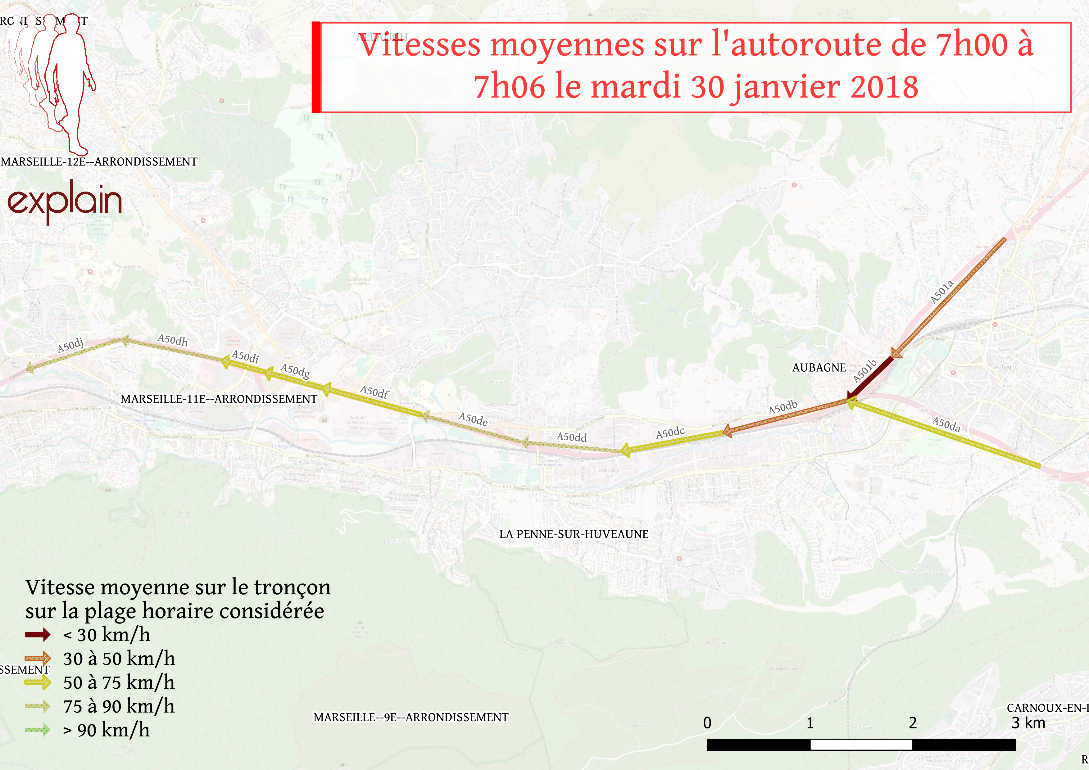 Vitesses moyennes sur l'autoroute de 7h00 à
7h06 le mardi 30 janvier 2018
MARSEILLE-12E--ARRONDISSEMENT
explain
A501a
A501b
AUBAGNE
A50dj
A50dh
A50di
A50dg
A50df
A50de
A50dd
A50dc
A50db
A50da
MARSEILLE-11E--ARRONDISSEMENT
LA PENNE-SUR-HUVEAUNE
Vitesse moyenne sur le tronçon
sur la plage horaire considérée
< 30 km/h
30 à 50 km/h
50 à 75 km/h
75 à 90 km/h
> 90 km/h
SSEMENT
MARSEILLE--9E--ARRONDISSEMENT
CARNOUX-EN-
0 1 2 3 km